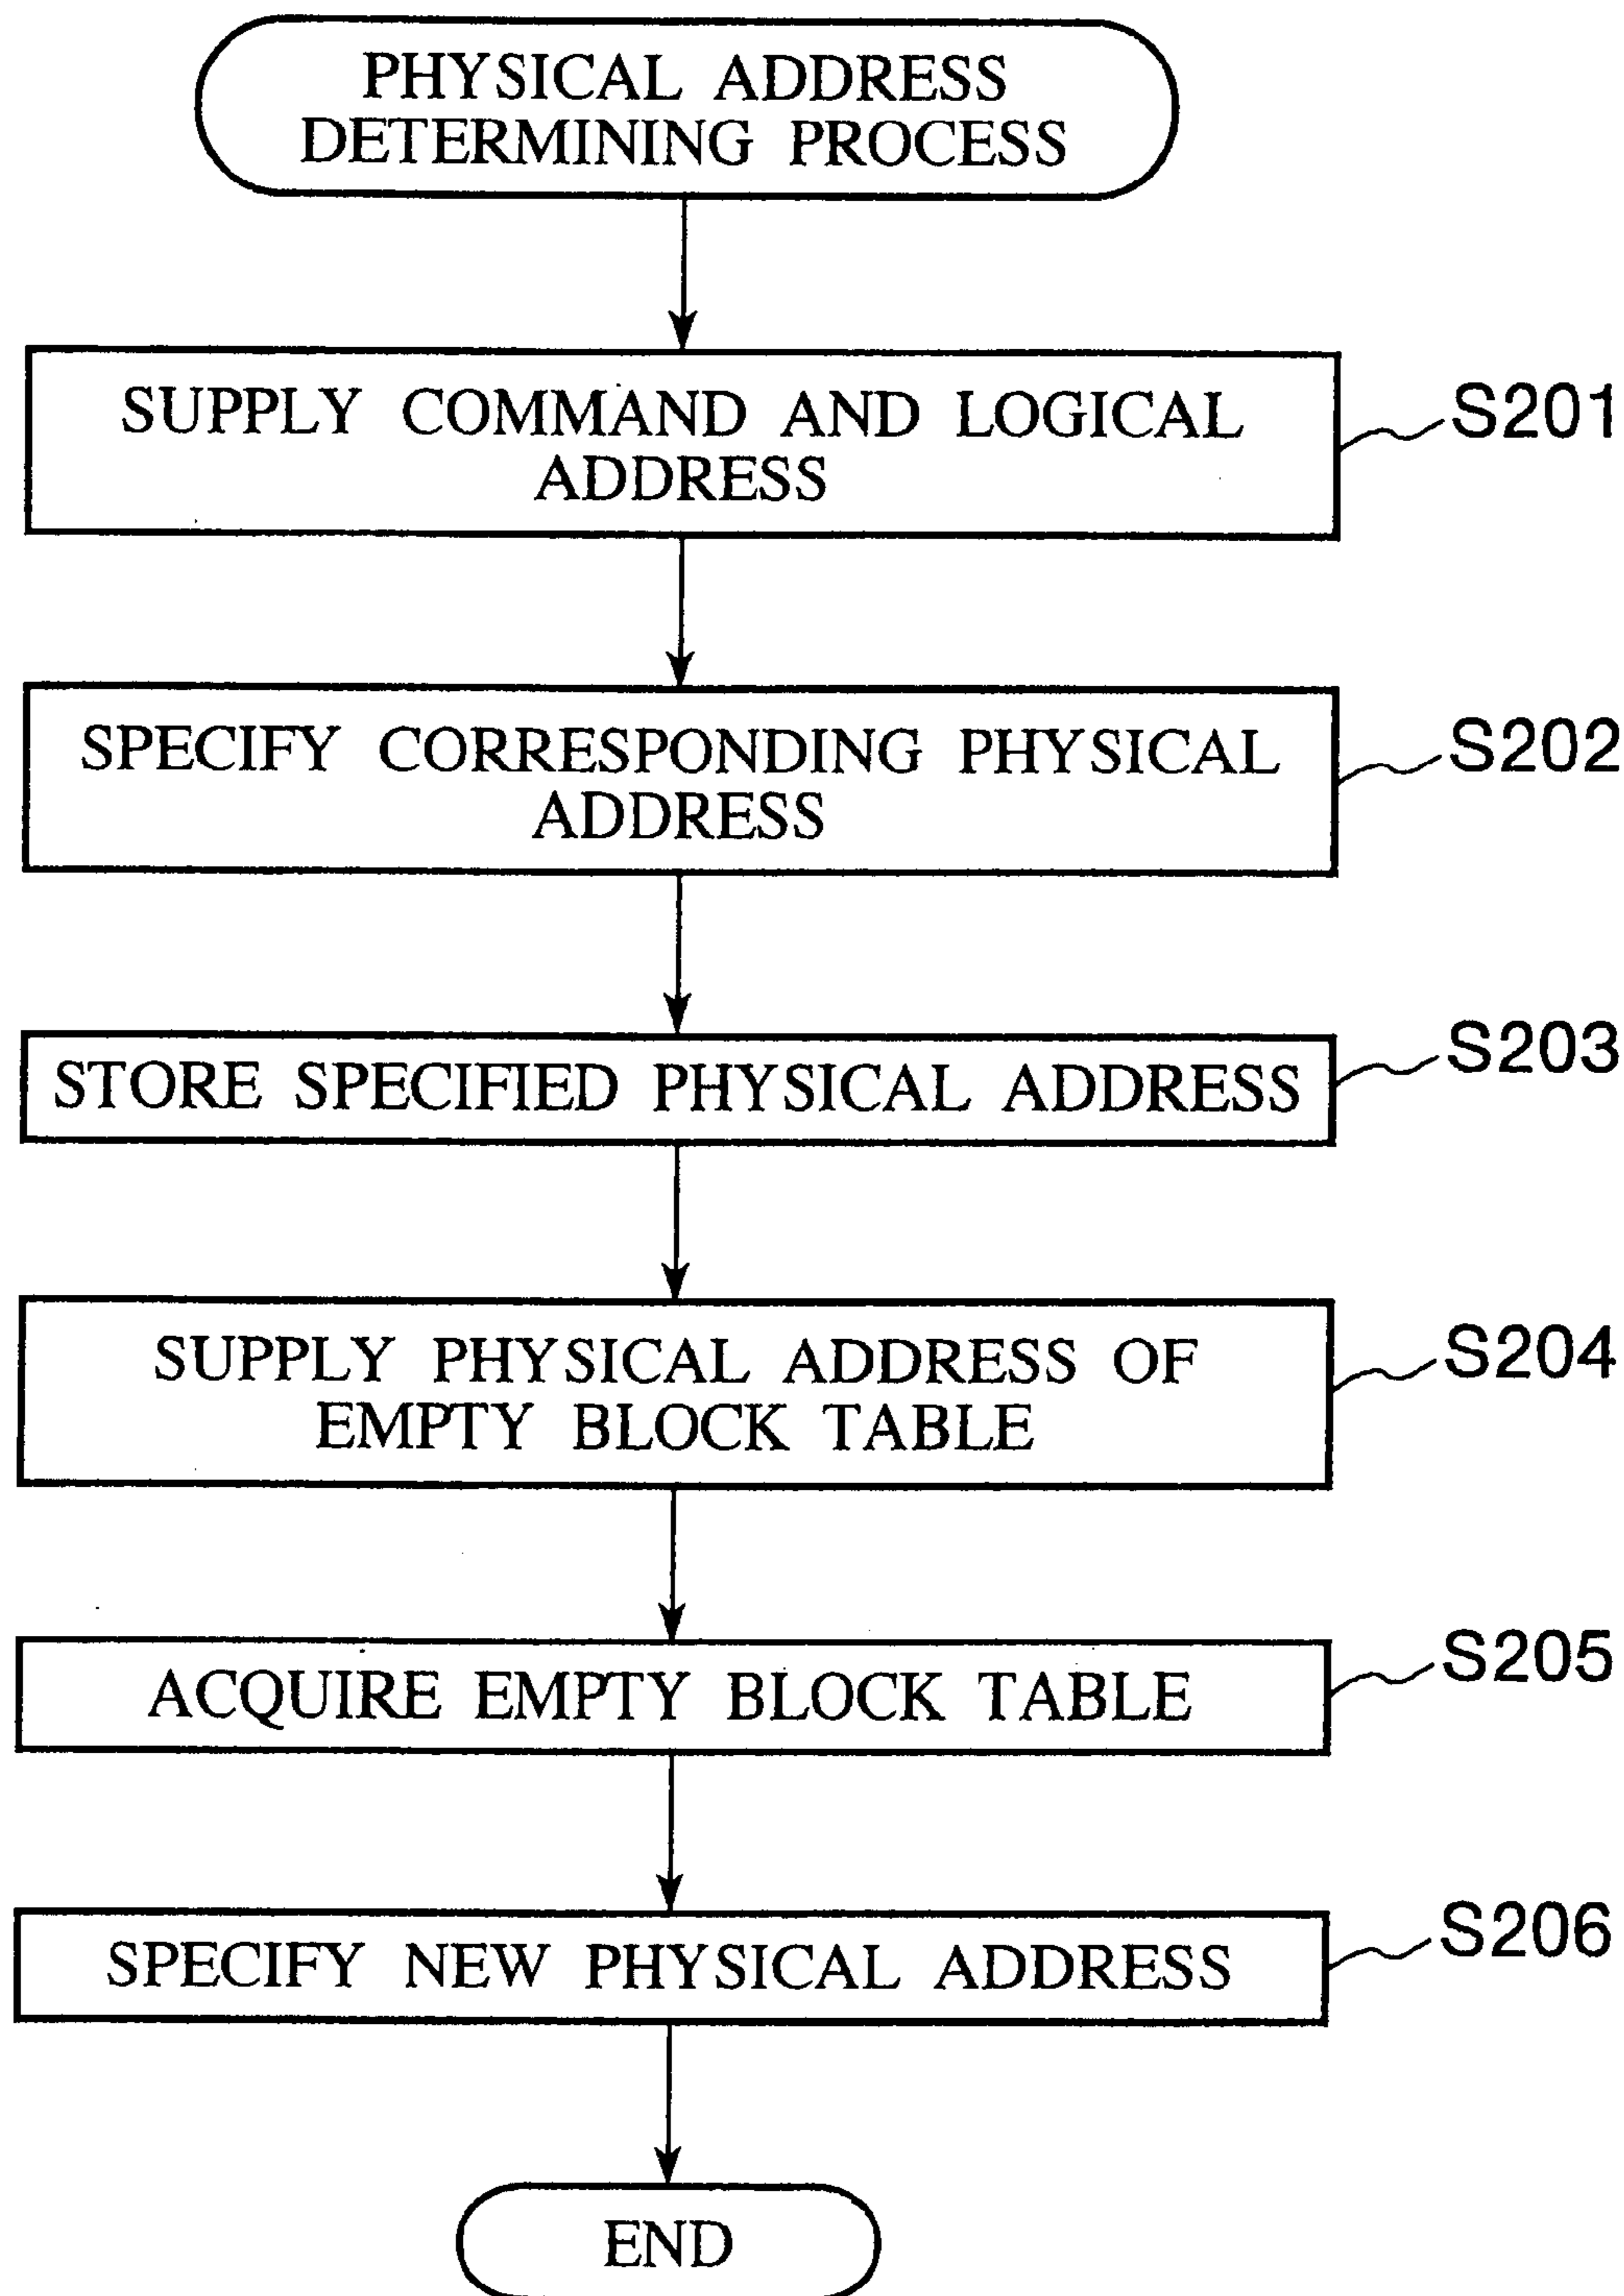 PHYSICAL ADDRESS
DETERMINING PROCESS
SUPPLY COMMAND AND LOGICAL
ADDRESS
S201
SPECIFY CORRESPONDING PHYSICAL
ADDRESS
S202
STORE SPECIFIED PHYSICAL ADDRESS
S203
SUPPLY PHYSICAL ADDRESS OF
EMPTY BLOCK TABLE
S204
ACQUIRE EMPTY BLOCK TABLE
S205
SPECIFY NEW PHYSICAL ADDRESS
S206
END